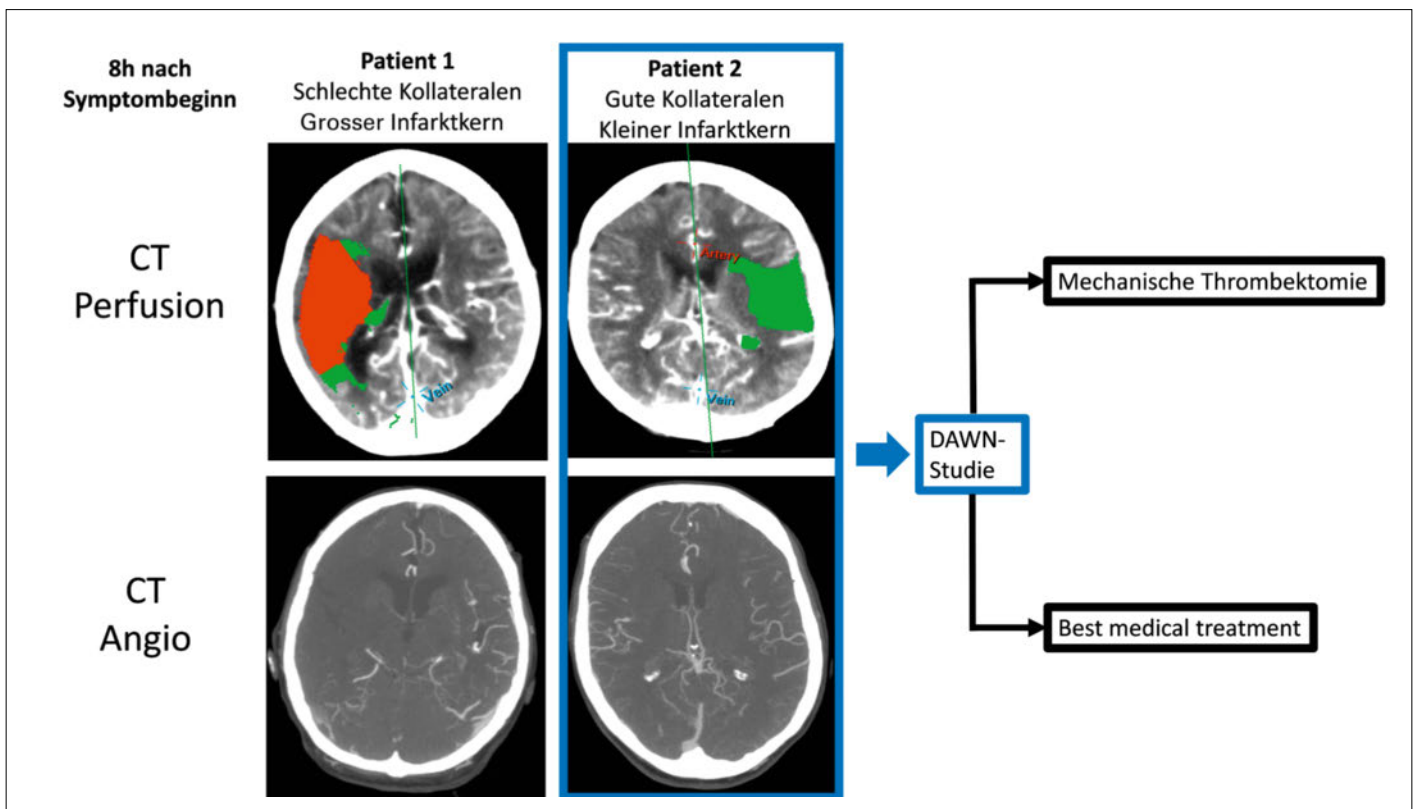 8h nach
Symptombeginn
Patient 1
Schlechte Kollateralen
Grosser Infarktkern
Patient 2
Gute Kollateralen
Kleiner Infarktkern
CT
Perfusion
Vein
Artery
Vein
CT
Angio
DAWN-
Studie
Mechanische Thrombektomie
Best medical treatment